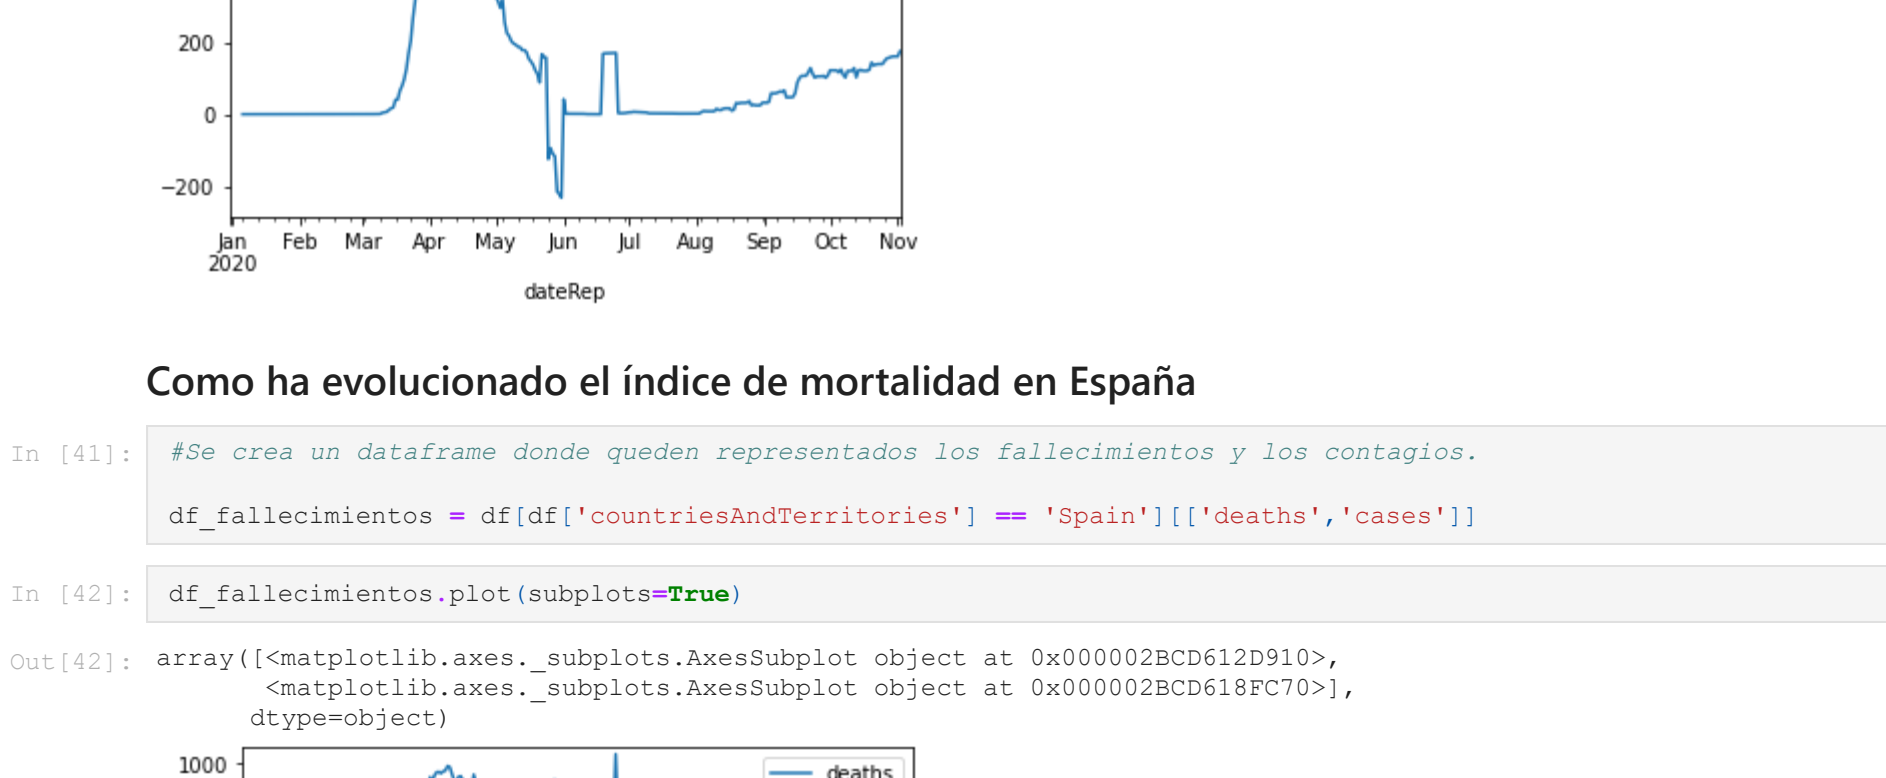 200
0
−200
Jan Feb Mar Apr May Jun Jul Aug Sep Oct Nov
2020
dateRep
Como ha evolucionado el índice de mortalidad en España
In [41]: #Se crea un dataframe donde queden representados los fallecimientos y los contagios.
df_fallecimientos = df[df['countriesAndTerritories'] == 'Spain'][['deaths','cases']]
In [42]: df_fallecimientos.plot(subplots=True)
Out[42]: array([<matplotlib.axes._subplots.AxesSubplot object at 0x000002BCD612D910>,
<matplotlib.axes._subplots.AxesSubplot object at 0x000002BCD618FC70>],
dtype=object)
1000
deaths